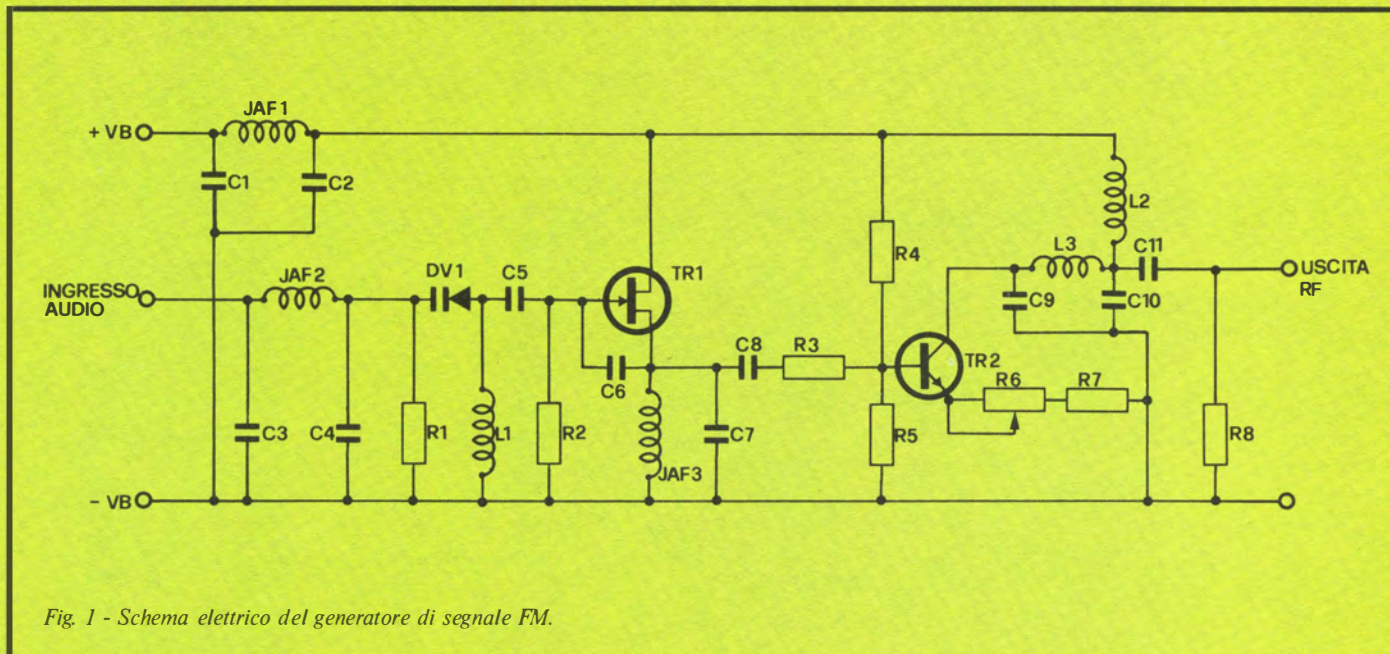 JAF1
+ VB
C1
C2
L2
R4
L3
C11
JAF2
DV1
C5
TR1
INGRESSO
AUDIO
USCITA
RF
C9
C10
C8
R3
TR2
C6
R6
R7
C3
C4
R1
L1
R2
C7
R5
R8
JAF3
- VB
Fig. 1 - Schema elettrico del generatore di segnale FM.